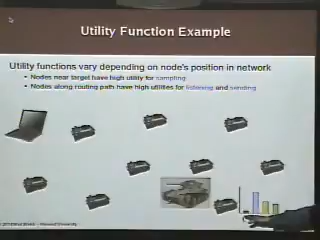 Utility Function Example
Utility functions vary depending on node's position in network
• Nodes near target have high utility for sampling
• Nodes along routing path have high utilities for listening and sending